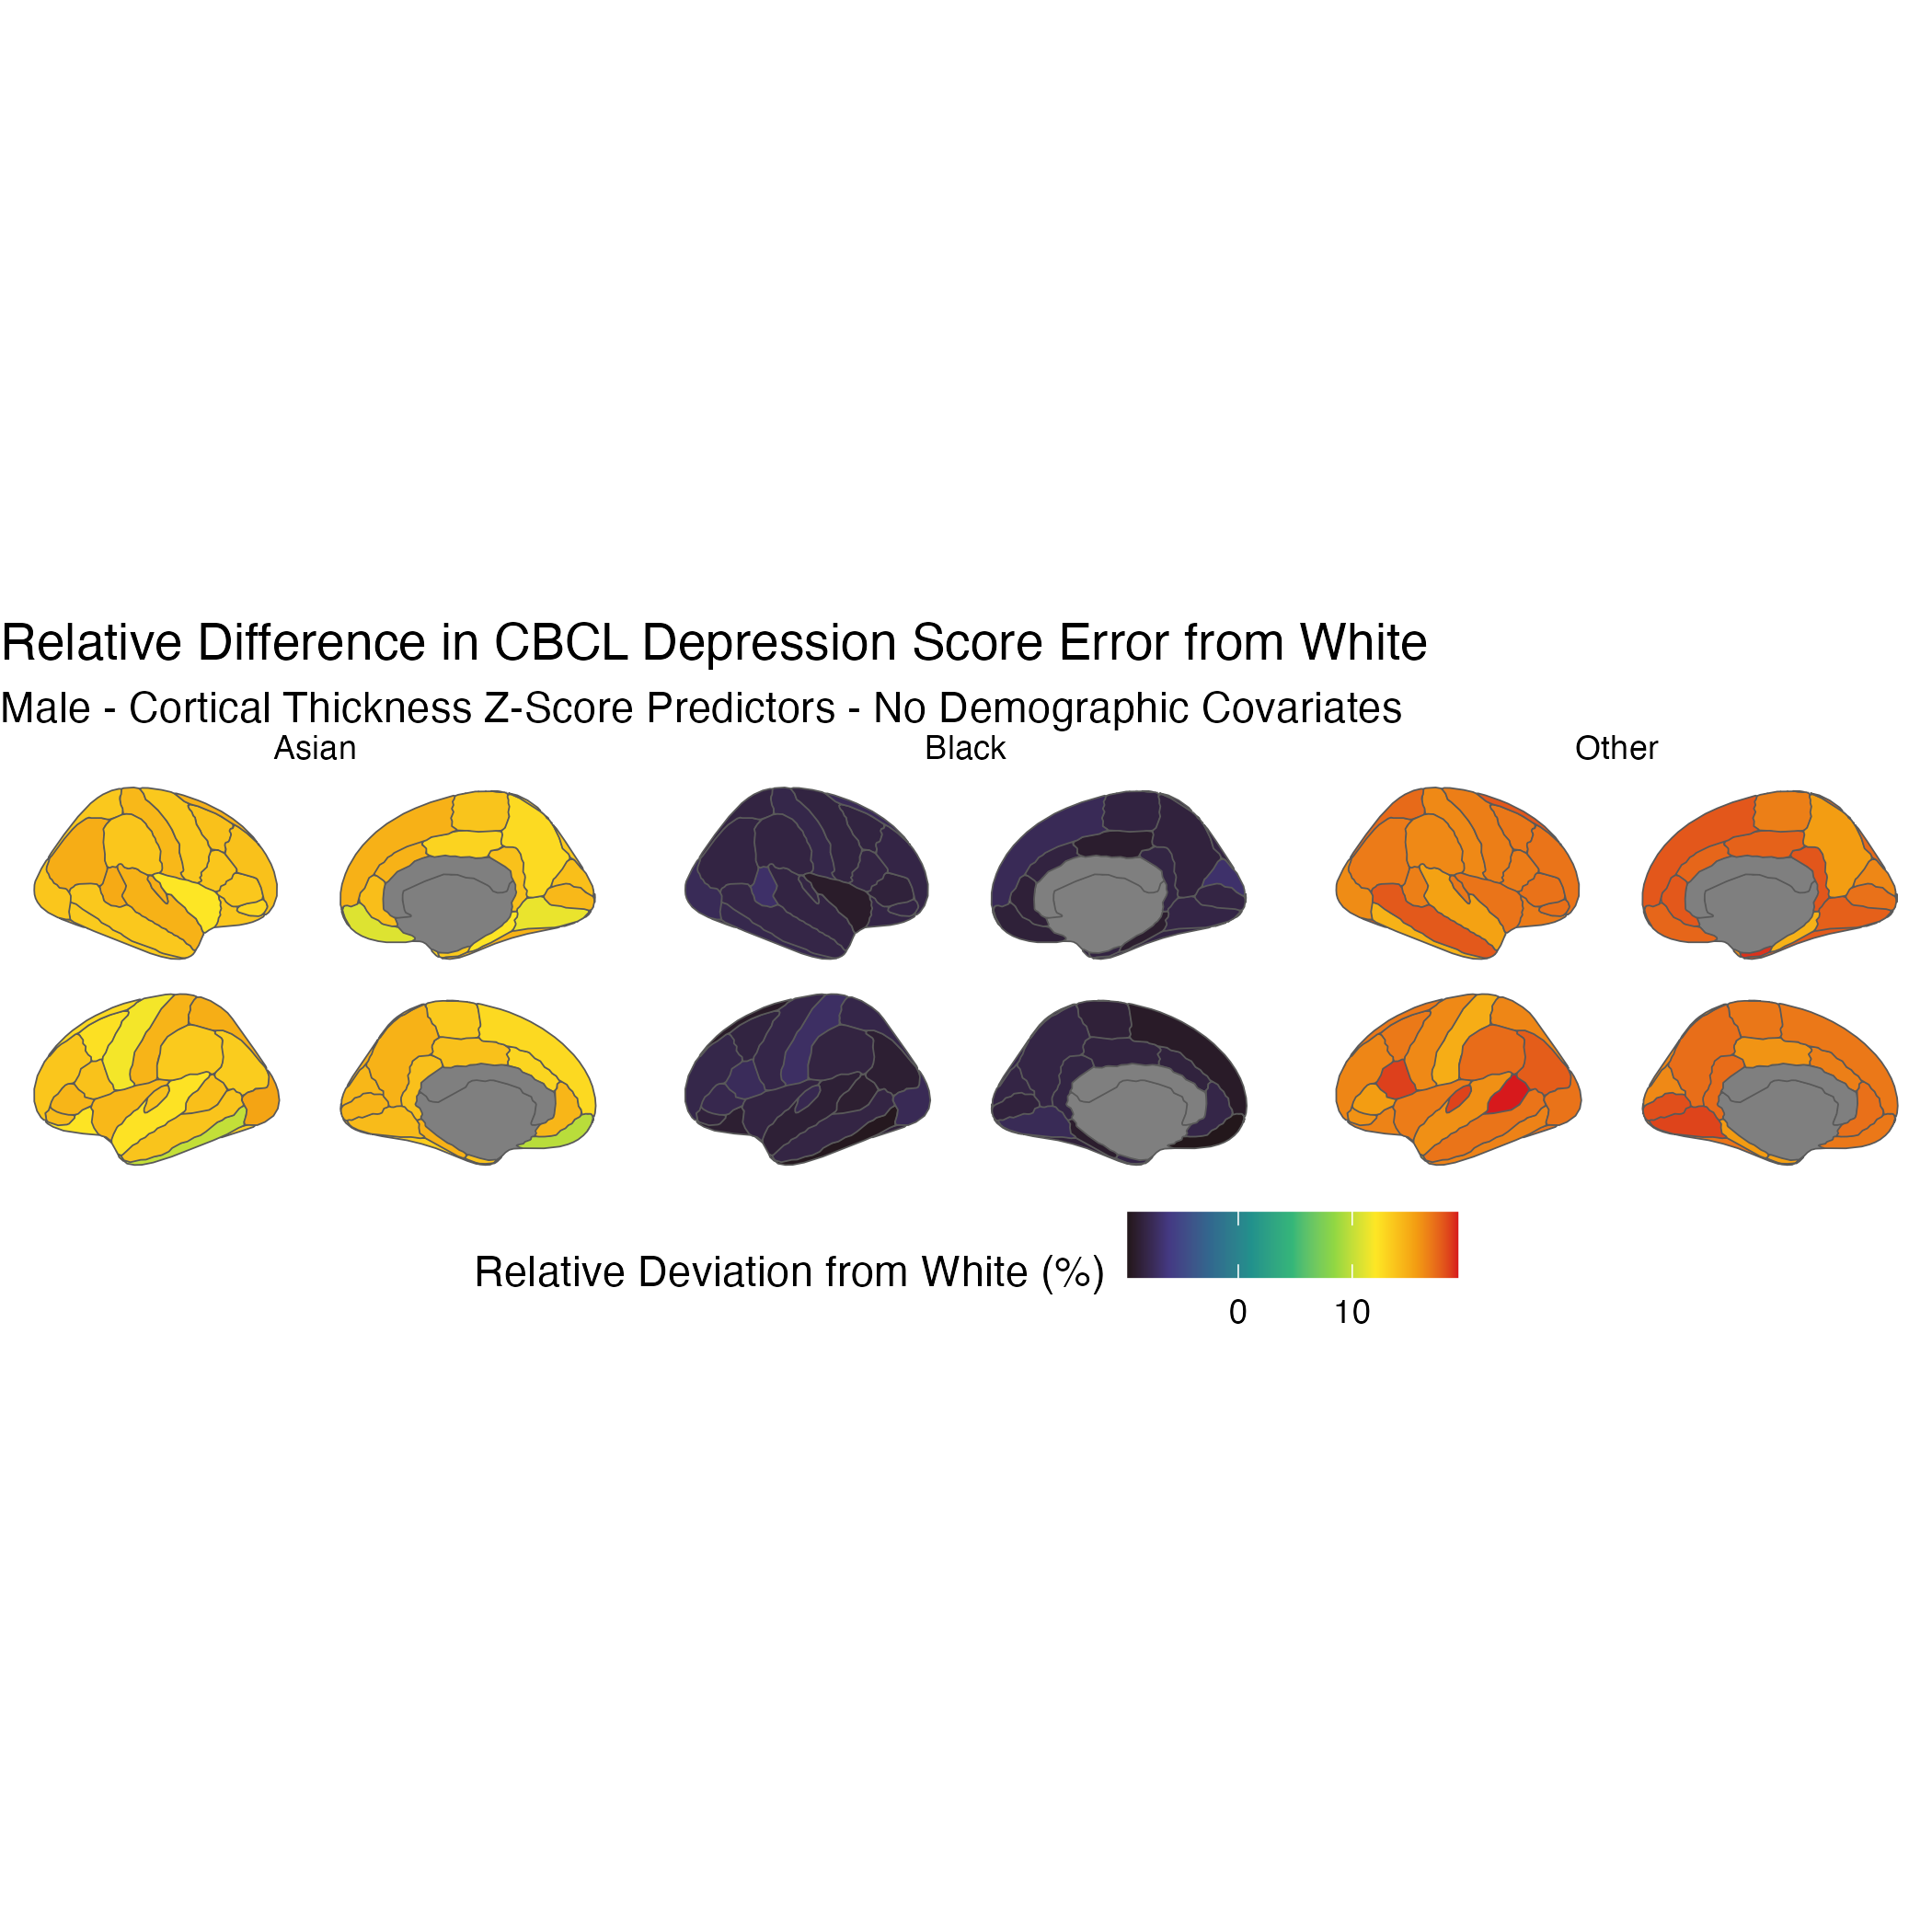 Relative Difference in CBCL Depression Score Error from White
Male - Cortical Thickness Z-Score Predictors - No Demographic Covariates
Asian Black Other
Relative Deviation from White (%)
0 10